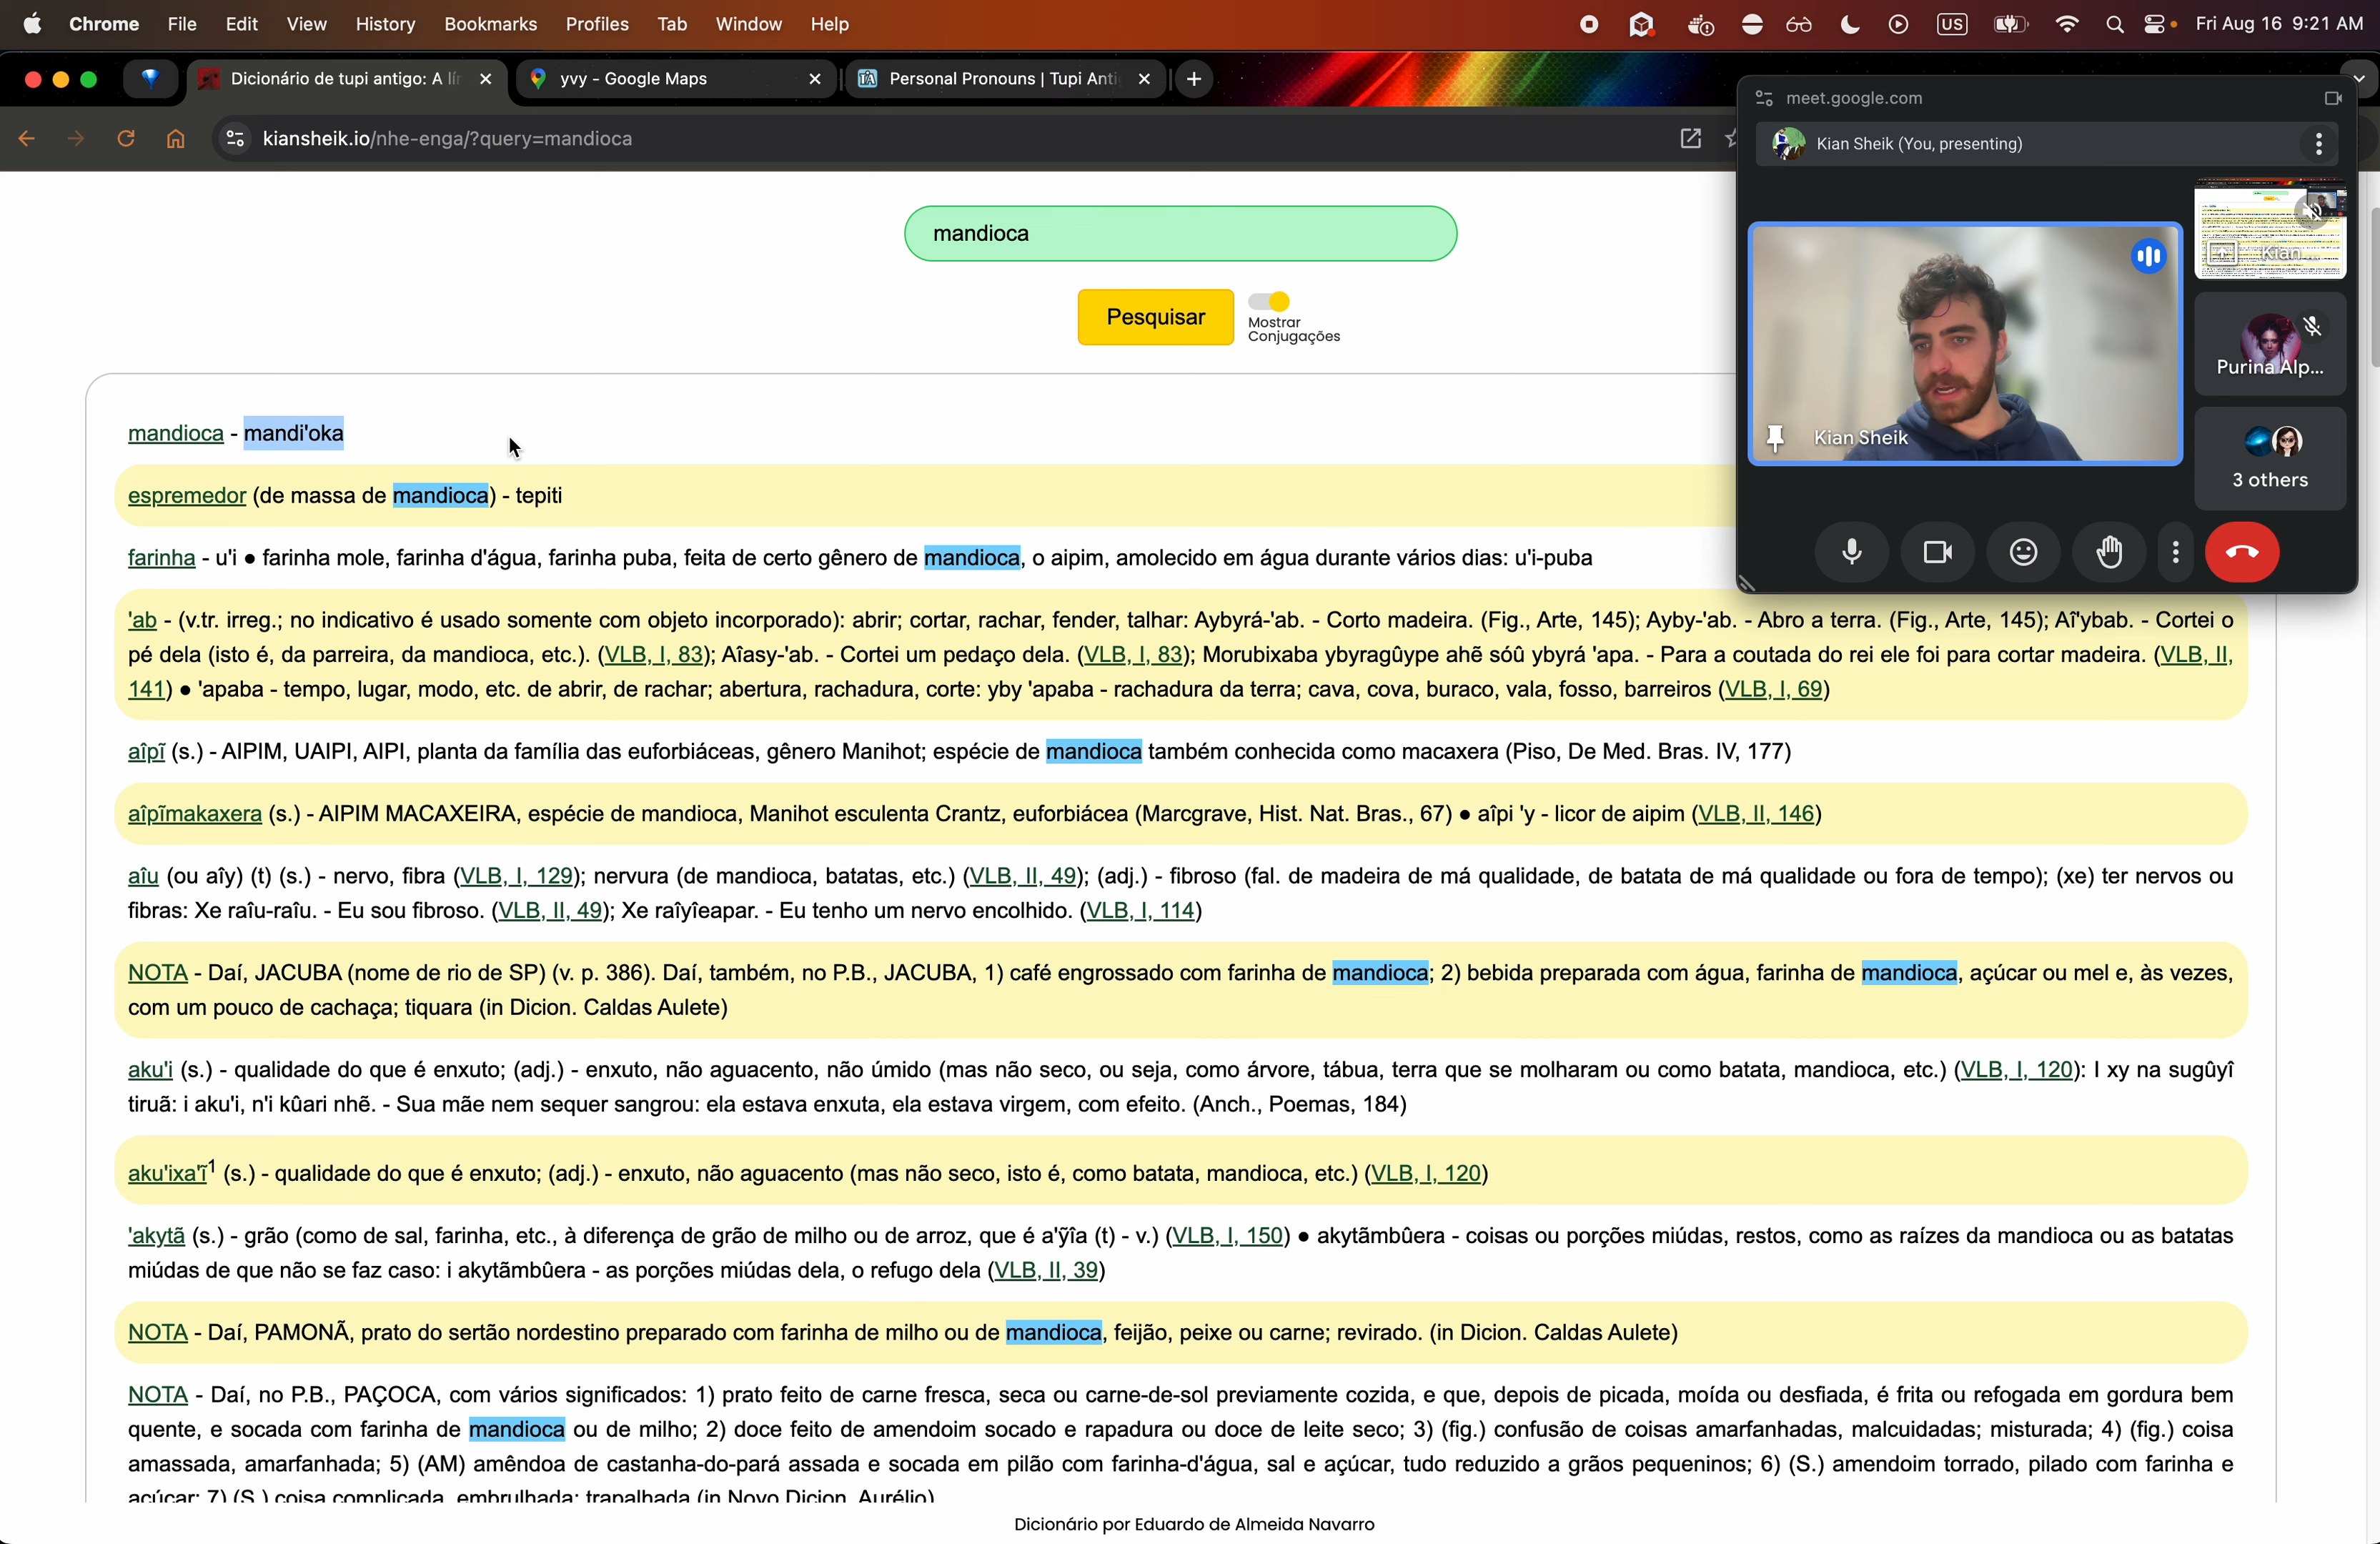 Chrome File Edit View History Bookmarks Profiles Tab Window Help US Fri Aug 16 9:21 AM
Dicionário de tupi antigo: A lín yvy - Google Maps Personal Pronouns | Tupi Anti
kiansheik.io/nhe-enga/?query=mandioca
meet.google.com
Kian Sheik (You, presenting)
Kian ...
Purina Alp...
Kian Sheik
3 others
mandioca
Pesquisar
Mostrar
Conjugações
mandioca - mandi'oka
espremedor (de massa de mandioca) - tepiti
farinha - u'i ● farinha mole, farinha d'água, farinha puba, feita de certo gênero de mandioca, o aipim, amolecido em água durante vários dias: u'i-puba
'ab - (v.tr. irreg.; no indicativo é usado somente com objeto incorporado): abrir; cortar, rachar, fender, talhar: Aybyrá-'ab. - Corto madeira. (Fig., Arte, 145); Ayby-'ab. - Abro a terra. (Fig., Arte, 145); Aî'ybab. - Cortei o
pé dela (isto é, da parreira, da mandioca, etc.). (VLB, I, 83); Aîasy-'ab. - Cortei um pedaço dela. (VLB, I, 83); Morubixaba ybyragûype ahẽ sóû ybyrá 'apa. - Para a coutada do rei ele foi para cortar madeira. (VLB, II,
141) ● 'apaba - tempo, lugar, modo, etc. de abrir, de rachar; abertura, rachadura, corte: yby 'apaba - rachadura da terra; cava, cova, buraco, vala, fosso, barreiros (VLB, I, 69)
aîpĩ (s.) - AIPIM, UAIPI, AIPI, planta da família das euforbiáceas, gênero Manihot; espécie de mandioca também conhecida como macaxera (Piso, De Med. Bras. IV, 177)
aîpĩmakaxera (s.) - AIPIM MACAXEIRA, espécie de mandioca, Manihot esculenta Crantz, euforbiácea (Marcgrave, Hist. Nat. Bras., 67) ● aîpi 'y - licor de aipim (VLB, II, 146)
aîu (ou aîy) (t) (s.) - nervo, fibra (VLB, I, 129); nervura (de mandioca, batatas, etc.) (VLB, II, 49); (adj.) - fibroso (fal. de madeira de má qualidade, de batata de má qualidade ou fora de tempo); (xe) ter nervos ou
fibras: Xe raîu-raîu. - Eu sou fibroso. (VLB, II, 49); Xe raîyîeapar. - Eu tenho um nervo encolhido. (VLB, I, 114)
NOTA - Daí, JACUBA (nome de rio de SP) (v. p. 386). Daí, também, no P.B., JACUBA, 1) café engrossado com farinha de mandioca; 2) bebida preparada com água, farinha de mandioca, açúcar ou mel e, às vezes,
com um pouco de cachaça; tiquara (in Dicion. Caldas Aulete)
aku'i (s.) - qualidade do que é enxuto; (adj.) - enxuto, não aguacento, não úmido (mas não seco, ou seja, como árvore, tábua, terra que se molharam ou como batata, mandioca, etc.) (VLB, I, 120): I xy na sugûyî
tiruã: i aku'i, n'i kûari nhẽ. - Sua mãe nem sequer sangrou: ela estava enxuta, ela estava virgem, com efeito. (Anch., Poemas, 184)
aku'ixa'ĩ¹ (s.) - qualidade do que é enxuto; (adj.) - enxuto, não aguacento (mas não seco, isto é, como batata, mandioca, etc.) (VLB, I, 120)
'akytã (s.) - grão (como de sal, farinha, etc., à diferença de grão de milho ou de arroz, que é a'ỹîa (t) - v.) (VLB, I, 150) ● akytãmbûera - coisas ou porções miúdas, restos, como as raízes da mandioca ou as batatas
miúdas de que não se faz caso: i akytãmbûera - as porções miúdas dela, o refugo dela (VLB, II, 39)
NOTA - Daí, PAMONÃ, prato do sertão nordestino preparado com farinha de milho ou de mandioca, feijão, peixe ou carne; revirado. (in Dicion. Caldas Aulete)
NOTA - Daí, no P.B., PAÇOCA, com vários significados: 1) prato feito de carne fresca, seca ou carne-de-sol previamente cozida, e que, depois de picada, moída ou desfiada, é frita ou refogada em gordura bem
quente, e socada com farinha de mandioca ou de milho; 2) doce feito de amendoim socado e rapadura ou doce de leite seco; 3) (fig.) confusão de coisas amarfanhadas, malcuidadas; misturada; 4) (fig.) coisa
amassada, amarfanhada; 5) (AM) amêndoa de castanha-do-pará assada e socada em pilão com farinha-d'água, sal e açúcar, tudo reduzido a grãos pequeninos; 6) (S.) amendoim torrado, pilado com farinha e
açúcar; 7) (S.) coisa complicada, embrulhada; trapalhada (in Novo Dicion. Aurélio)
Dicionário por Eduardo de Almeida Navarro